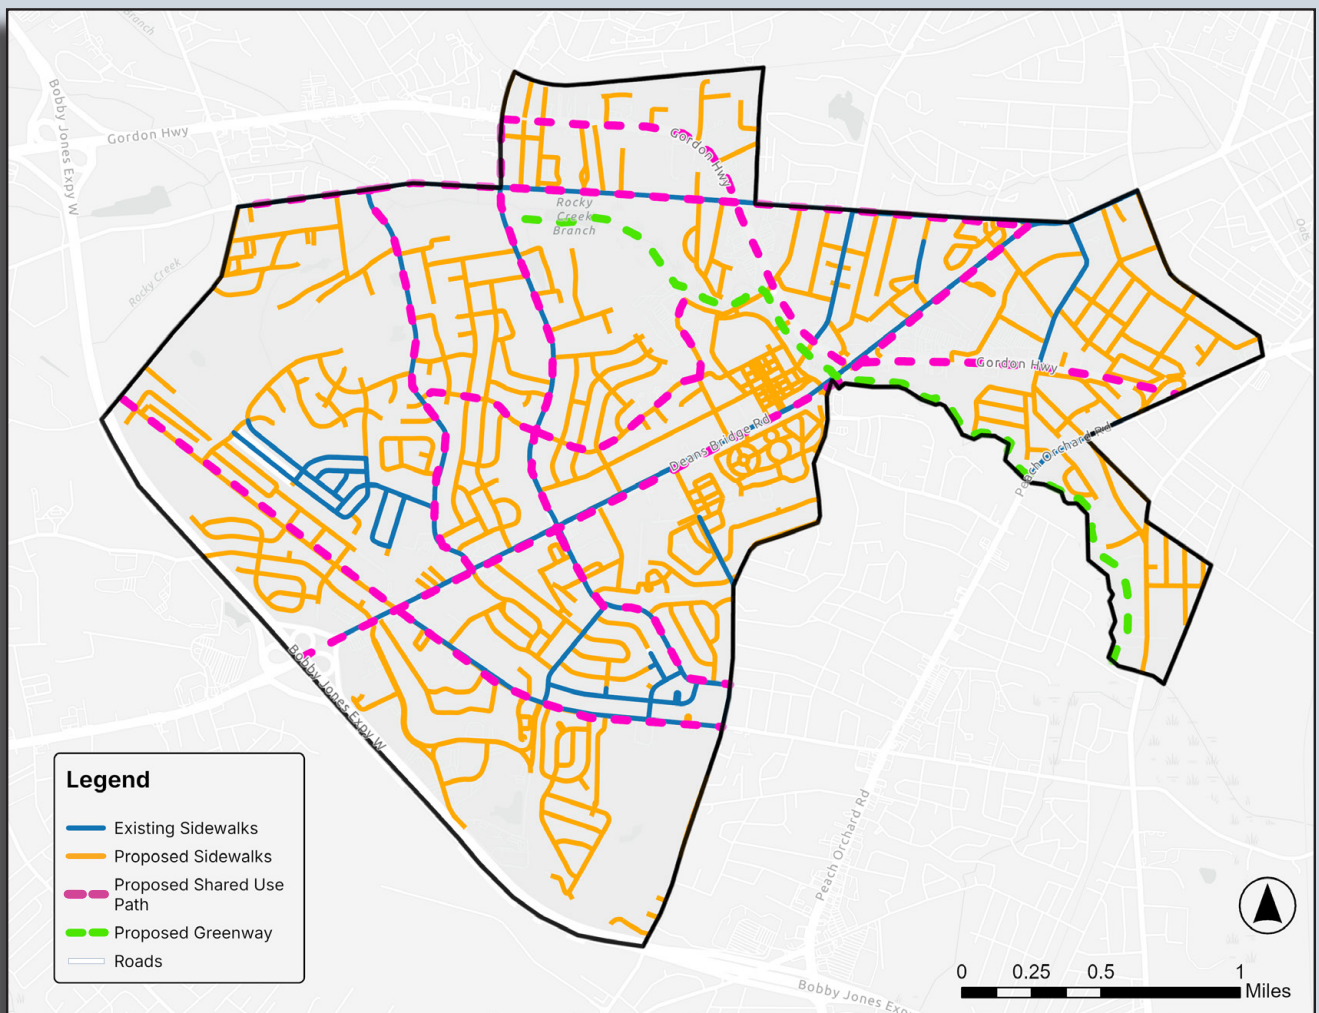 Branch
Bobby Jones Expy W
Gordon Hwy
Gordon Hwy
Rocky
Creek
Branch
Rocky Creek
Oats
Gordon Hwy
Deans Bridge Rd
Peach Orchard Rd
Bobby Jones Expy W
Peach Orchard Rd
Legend
Existing Sidewalks
Proposed Sidewalks
Proposed Shared Use
Path
Proposed Greenway
Roads
0 0.25 0.5 1
Miles
Bobby Jones Exp